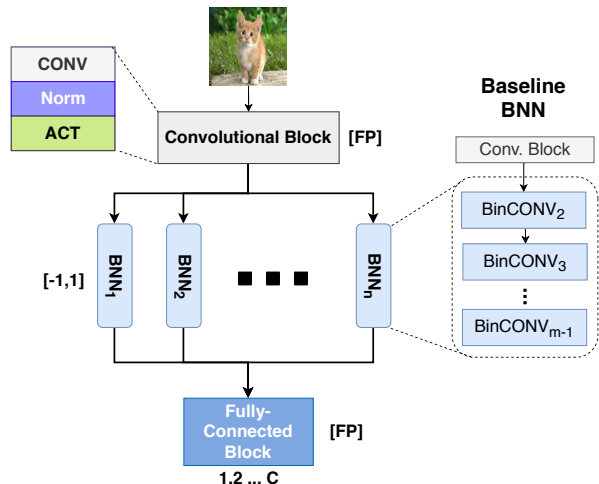 CONV
Norm
ACT
Convolutional Block
[FP]
Baseline
BNN
Conv. Block
BinCONV2
BinCONV3
BinCONVm-1
[-1,1]
BNN1
BNN2
BNNn
Fully-
Connected
Block
[FP]
1,2 ... C